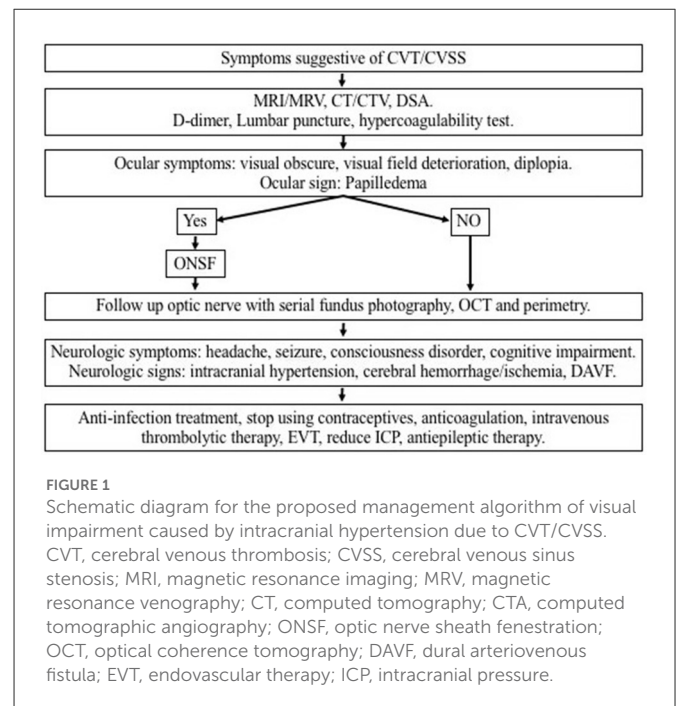 Symptoms suggestive of CVT/CVSS
MRI/MRV, CT/CTV, DSA.
D-dimer, Lumbar puncture, hypercoagulability test.
Ocular symptoms: visual obscure, visual field deterioration, diplopia.
Ocular sign: Papilledema
Yes
NO
ONSF
Follow up optic nerve with serial fundus photography, OCT and perimetry.
Neurologic symptoms: headache, seizure, consciousness disorder, cognitive impairment.
Neurologic signs: intracranial hypertension, cerebral hemorrhage/ischemia, DAVF.
Anti-infection treatment, stop using contraceptives, anticoagulation, intravenous
thrombolytic therapy, EVT, reduce ICP, antiepileptic therapy.
FIGURE 1
Schematic diagram for the proposed management algorithm of visual
impairment caused by intracranial hypertension due to CVT/CVSS.
CVT, cerebral venous thrombosis; CVSS, cerebral venous sinus
stenosis; MRI, magnetic resonance imaging; MRV, magnetic
resonance venography; CT, computed tomography; CTA, computed
tomographic angiography; ONSF, optic nerve sheath fenestration;
OCT, optical coherence tomography; DAVF, dural arteriovenous
fistula; EVT, endovascular therapy; ICP, intracranial pressure.